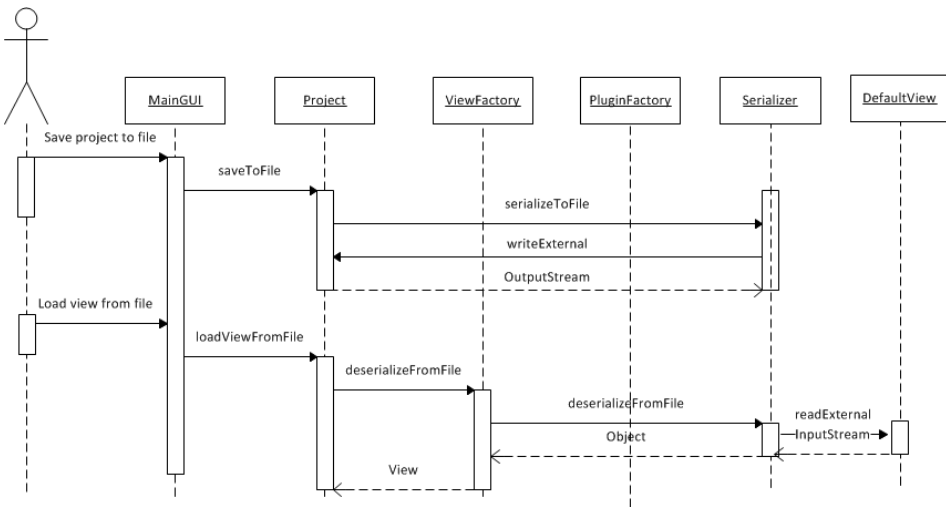 MainGUI
Project
ViewFactory
PluginFactory
Serializer
DefaultView
Save project to file
saveToFile
serializeToFile
writeExternal
OutputStream
Load view from file
loadViewFromFile
deserializeFromFile
deserializeFromFile
readExternal
InputStream
Object
View